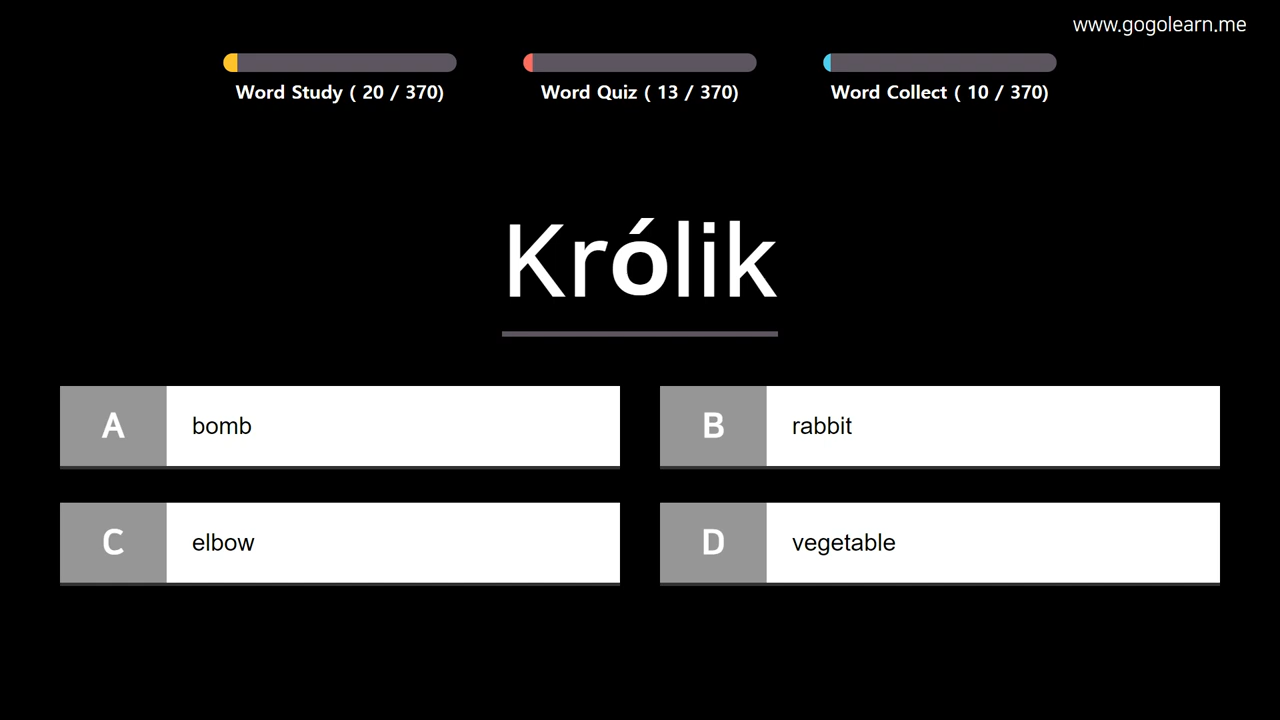 www.gogolearn.me
Word Study ( 20 / 370)
Word Quiz ( 13 / 370)
Word Collect ( 10 / 370)
Królik
A bomb
B rabbit
C elbow
D vegetable